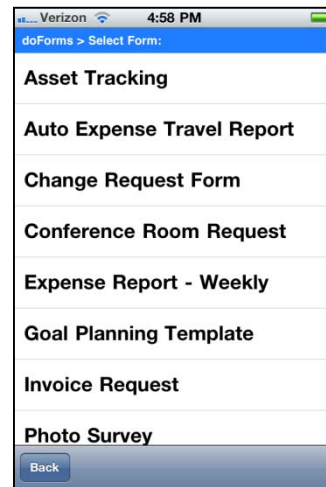 Verizon 4:58 PM
doForms > Select Form:
Asset Tracking
Auto Expense Travel Report
Change Request Form
Conference Room Request
Expense Report - Weekly
Goal Planning Template
Invoice Request
Photo Survey
Back